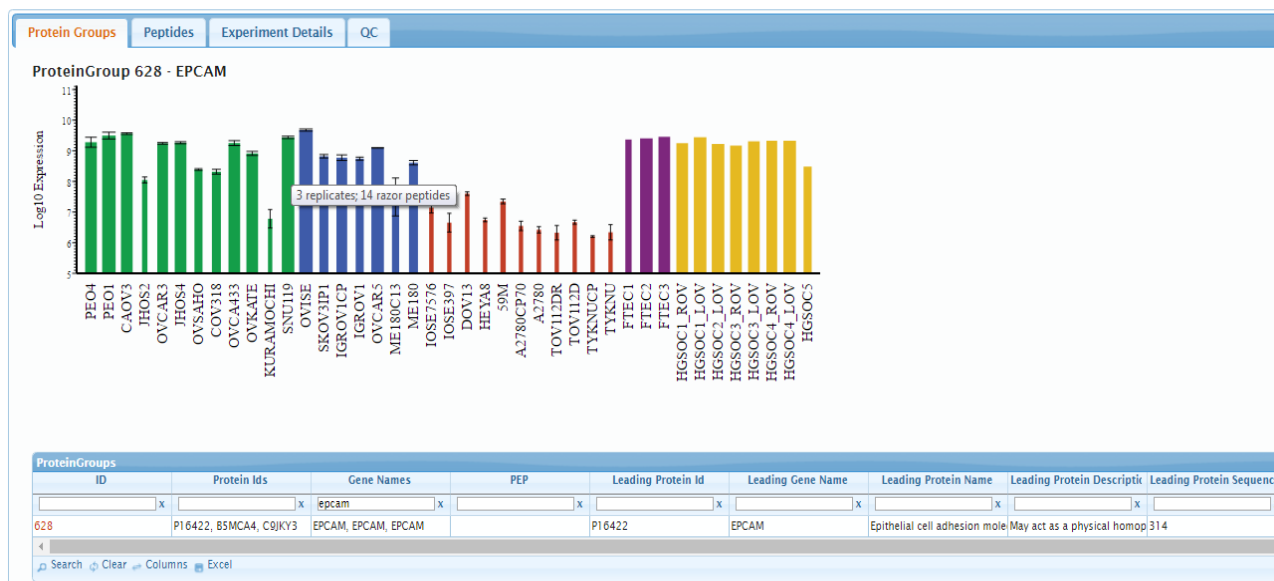 Protein Groups Peptides Experiment Details QC
ProteinGroup 628 - EPCAM
Log10 Expression
11
10
9
8
7
6
5
3 replicates; 14 razor peptides
PEO4
PEO1
CAOV3
JHOS2
OVCAR3
JHOS4
OVSAHO
COV318
OVCA433
OVKATE
KURAMOCHI
SNU119
OVISE
SKOV3IP1
IGROV1CP
IGROV1
OVCAR5
ME180C13
ME180
IOSE7576
IOSE397
DOV13
HEYA8
59M
A2780CP70
A2780
TOV112DR
TOV112D
TYKNUCP
TYKNU
FTEC1
FTEC2
FTEC3
HGSOC1_ROV
HGSOC1_LOV
HGSOC2_LOV
HGSOC3_ROV
HGSOC3_LOV
HGSOC4_ROV
HGSOC4_LOV
HGSOC5
ProteinGroups
ID Protein Ids Gene Names PEP Leading Protein Id Leading Gene Name Leading Protein Name Leading Protein Descriptic Leading Protein Sequenc
x x epcam x x x x x x
628 P16422, B5MCA4, C9JKY3 EPCAM, EPCAM, EPCAM P16422 EPCAM Epithelial cell adhesion mole May act as a physical homop 314
Search Clear Columns Excel